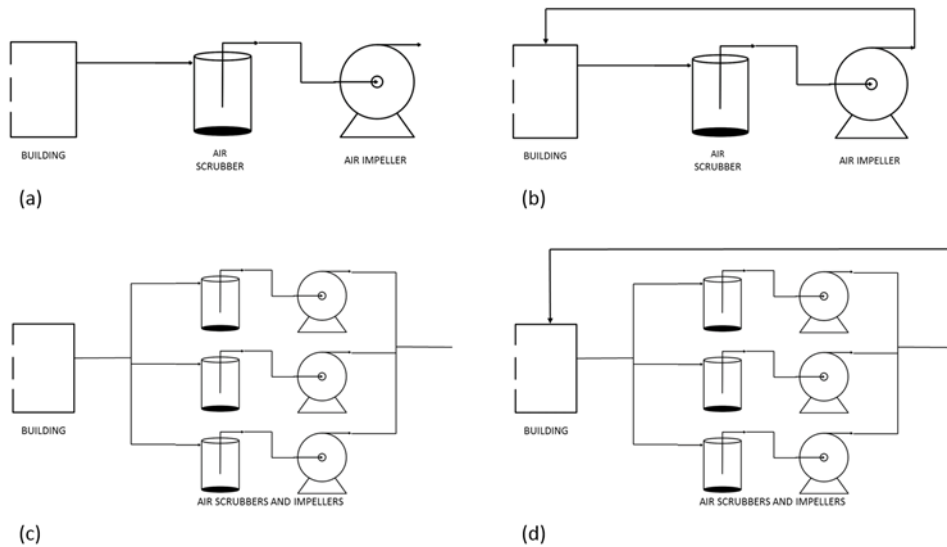 BUILDING
AIR
SCRUBBER
AIR IMPELLER
(a)
BUILDING
AIR
SCRUBBER
AIR IMPELLER
(b)
BUILDING
AIR SCRUBBERS AND IMPELLERS
(c)
BUILDING
AIR SCRUBBERS AND IMPELLERS
(d)